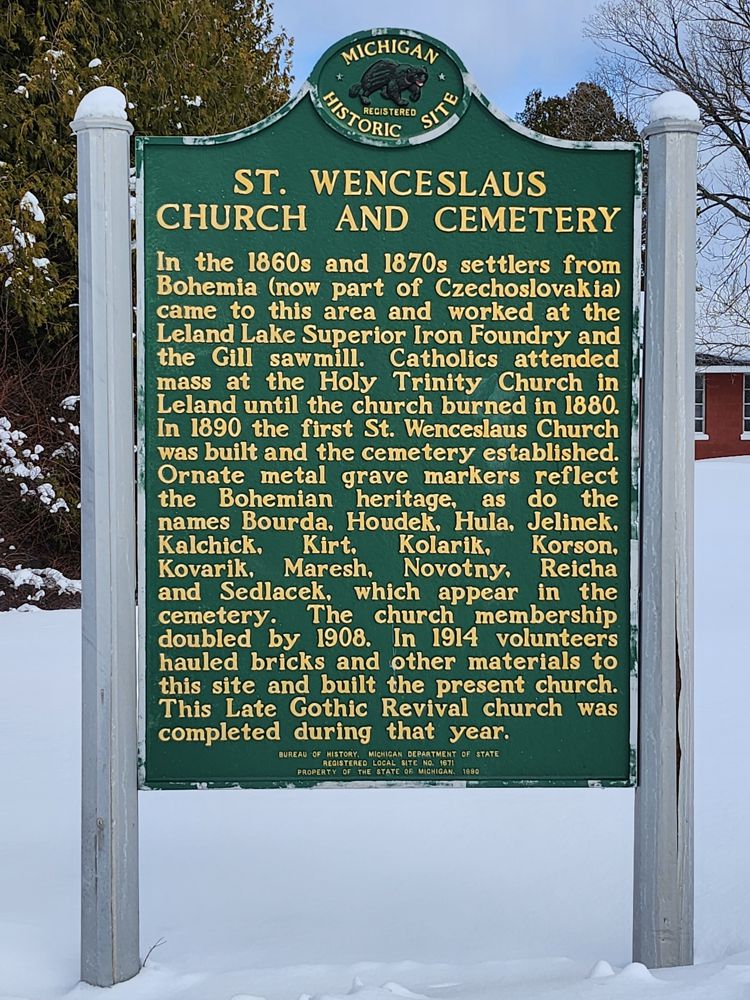 MICHIGAN
REGISTERED
HISTORIC SITE
ST. WENCESLAUS
CHURCH AND CEMETERY
In the 1860s and 1870s settlers from
Bohemia (now part of Czechoslovakia)
came to this area and worked at the
Leland Lake Superior Iron Foundry and
the Gill sawmill. Catholics attended
mass at the Holy Trinity Church in
Leland until the church burned in 1880.
In 1890 the first St. Wenceslaus Church
was built and the cemetery established.
Ornate metal grave markers reflect
the Bohemian heritage, as do the
names Bourda, Houdek, Hula, Jelinek,
Kalchick, Kirt, Kolarik, Korson,
Kovarik, Maresh, Novotny, Reicha
and Sedlacek, which appear in the
cemetery. The church membership
doubled by 1908. In 1914 volunteers
hauled bricks and other materials to
this site and built the present church.
This Late Gothic Revival church was
completed during that year.
BUREAU OF HISTORY, MICHIGAN DEPARTMENT OF STATE
REGISTERED LOCAL SITE NO. 1671
PROPERTY OF THE STATE OF MICHIGAN, 1990